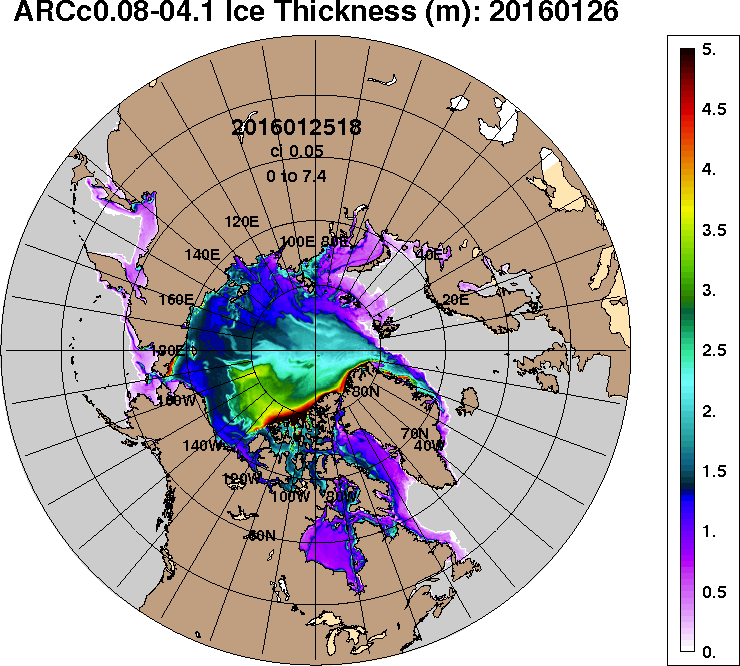 ARCc0.08-04.1 Ice Thickness (m): 20160126
2016012518
ci 0.05
0 to 7.4
120E
100E
80E
140E
40E
160E
20E
180E
160W
80N
70N
140W
40W
120W
100W
80W
60N
5.
4.5
4.
3.5
3.
2.5
2.
1.5
1.
0.5
0.